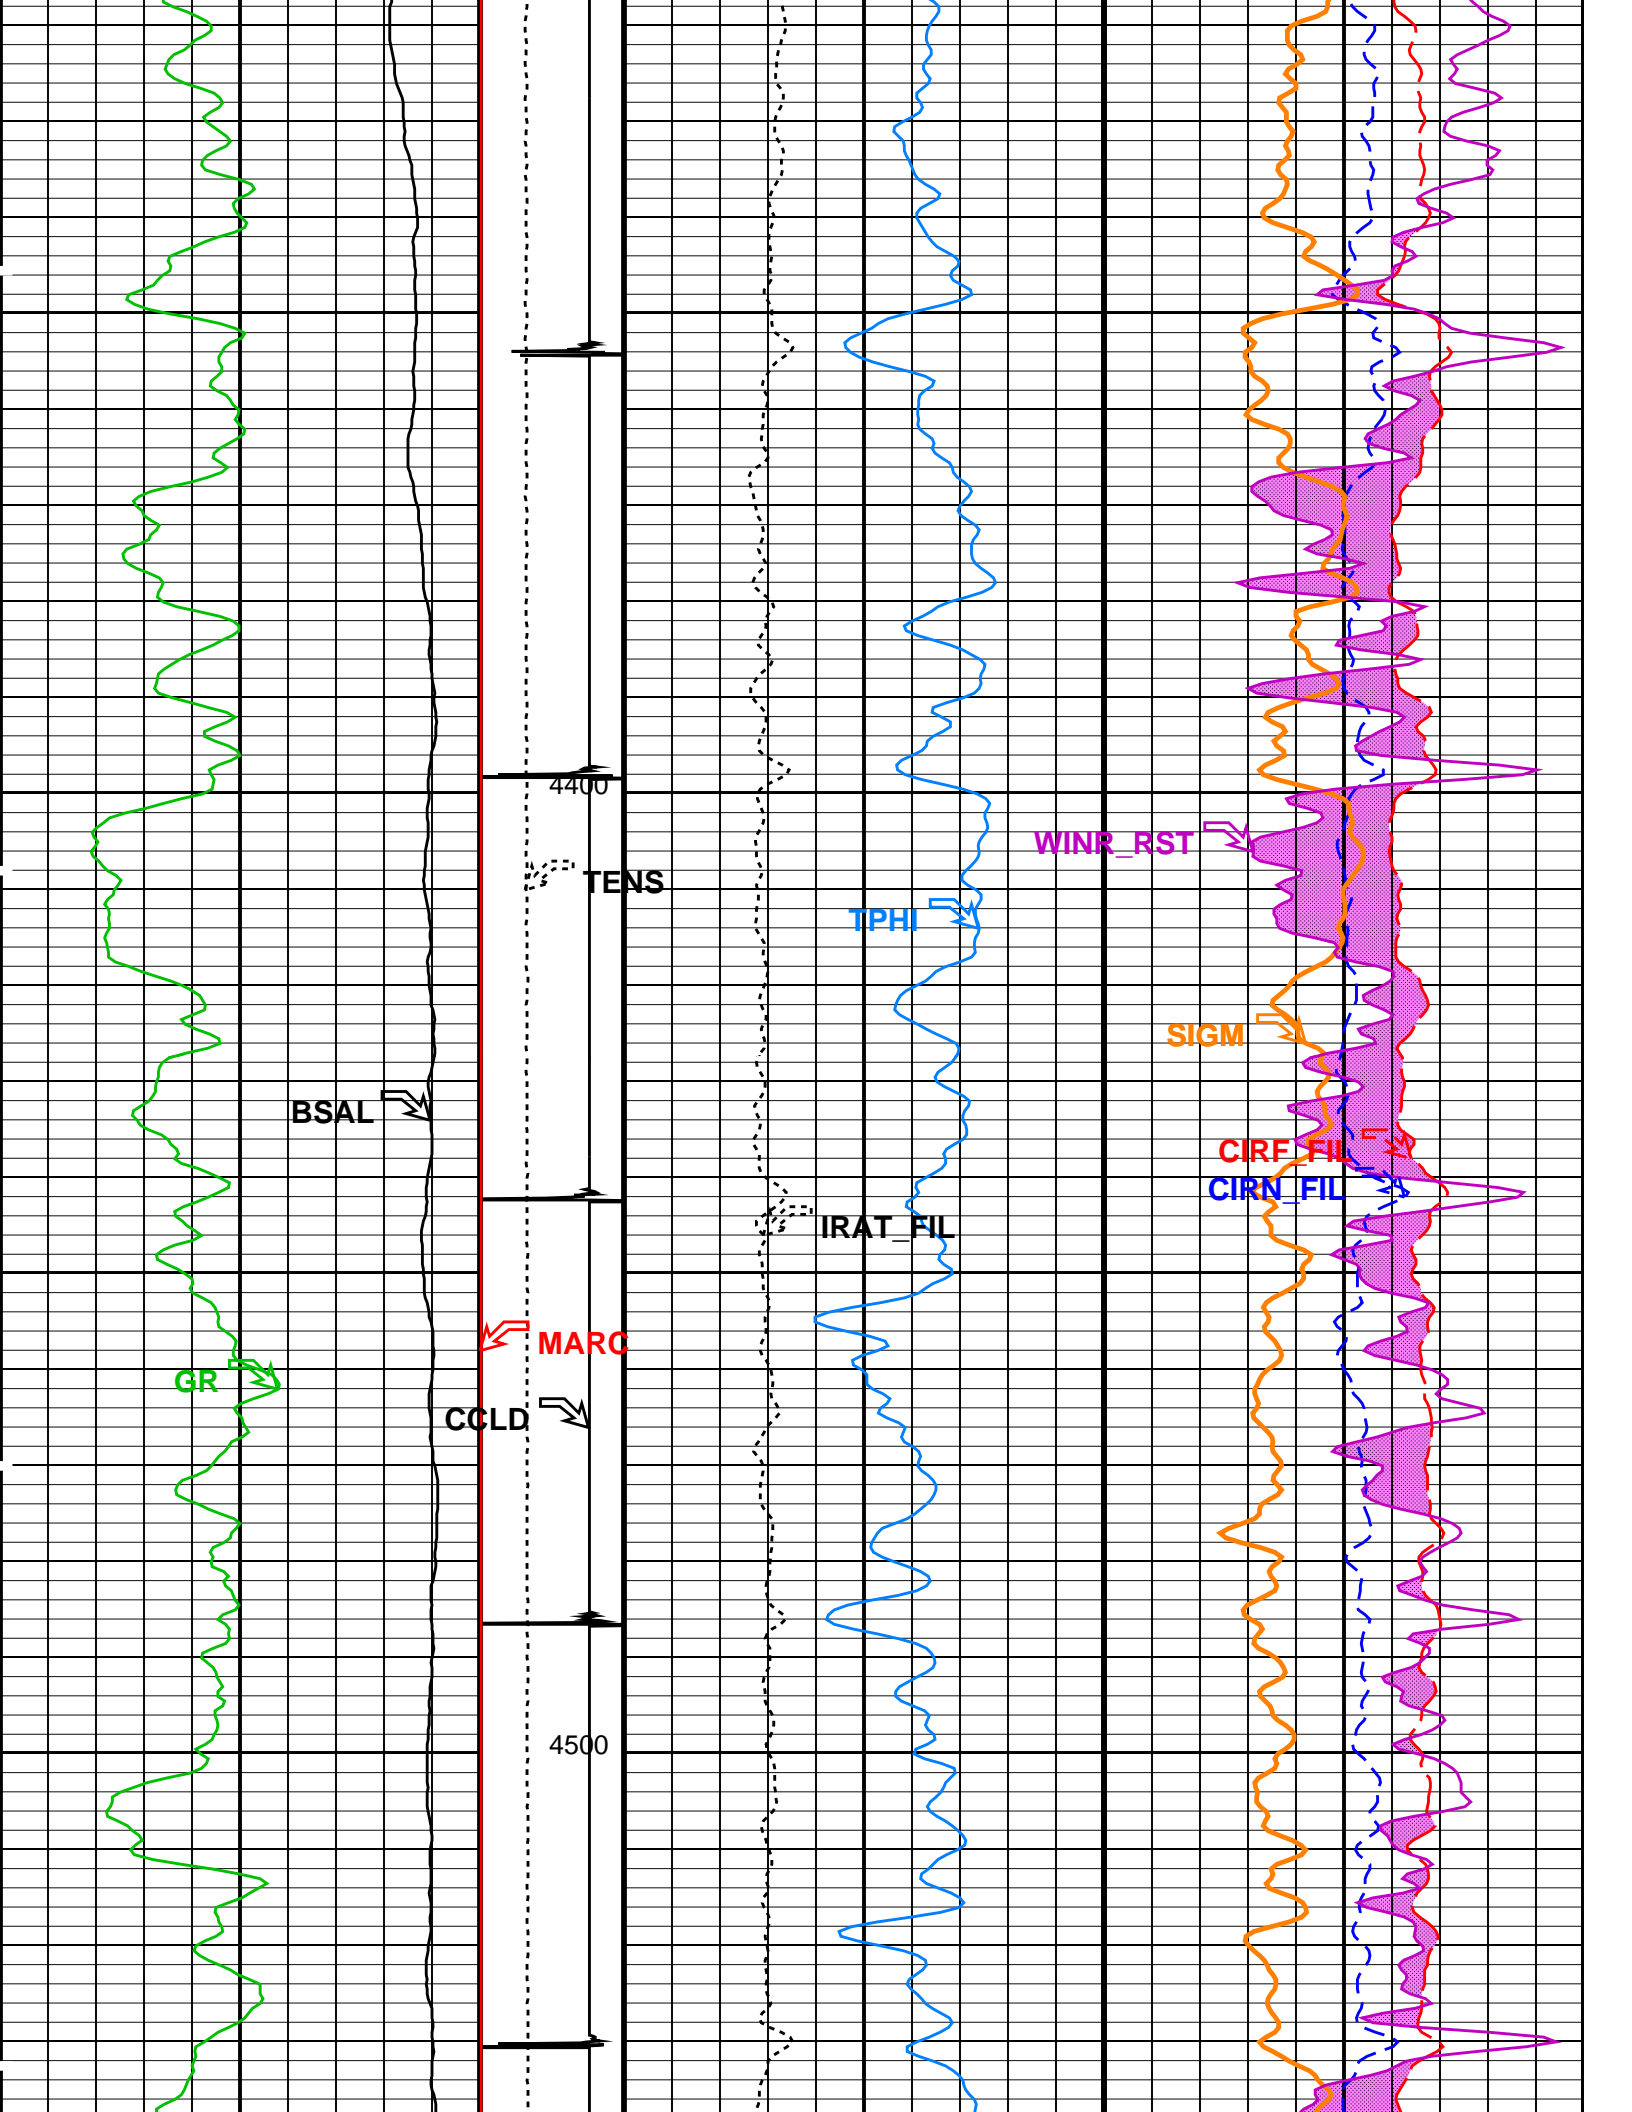 4400
WINR_RST
TENS
TPHI
SIGM
BSAL
CIRF_FIL
CIRN_FIL
IRAT_FIL
MARC
GR
CCLD
4500